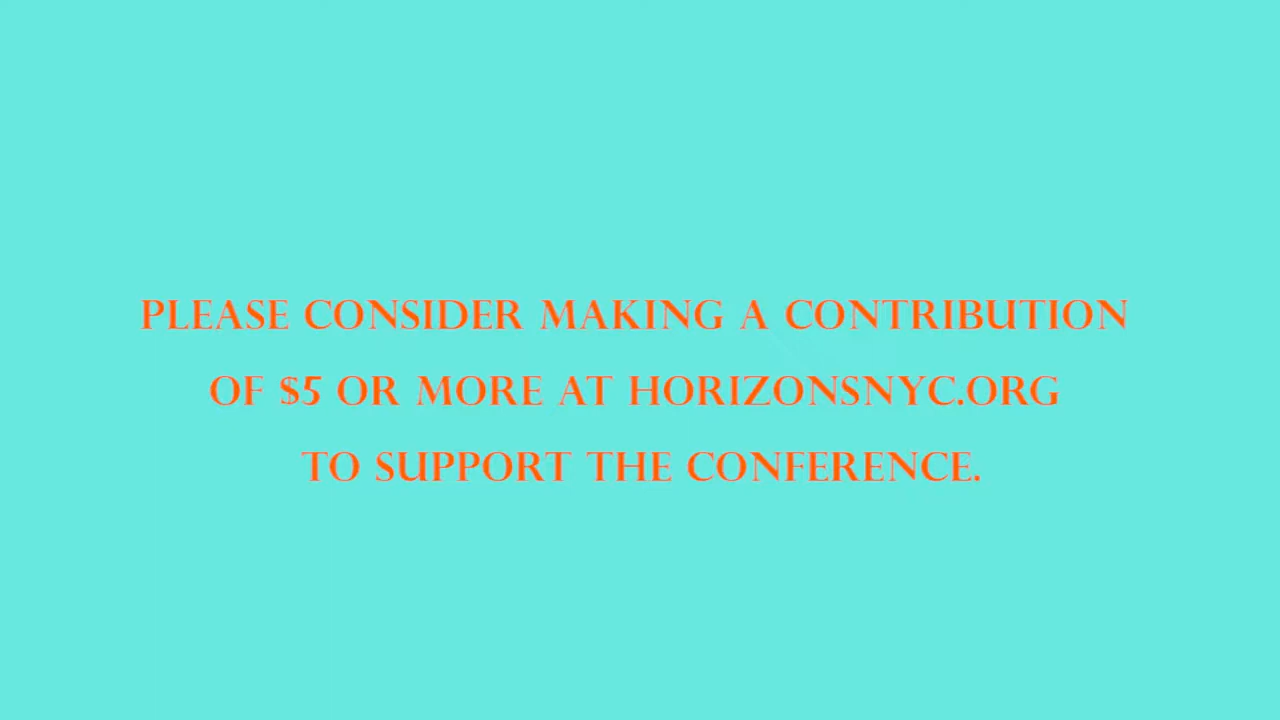 PLEASE CONSIDER MAKING A CONTRIBUTION
OF $5 OR MORE AT HORIZONSNYC.ORG
TO SUPPORT THE CONFERENCE.